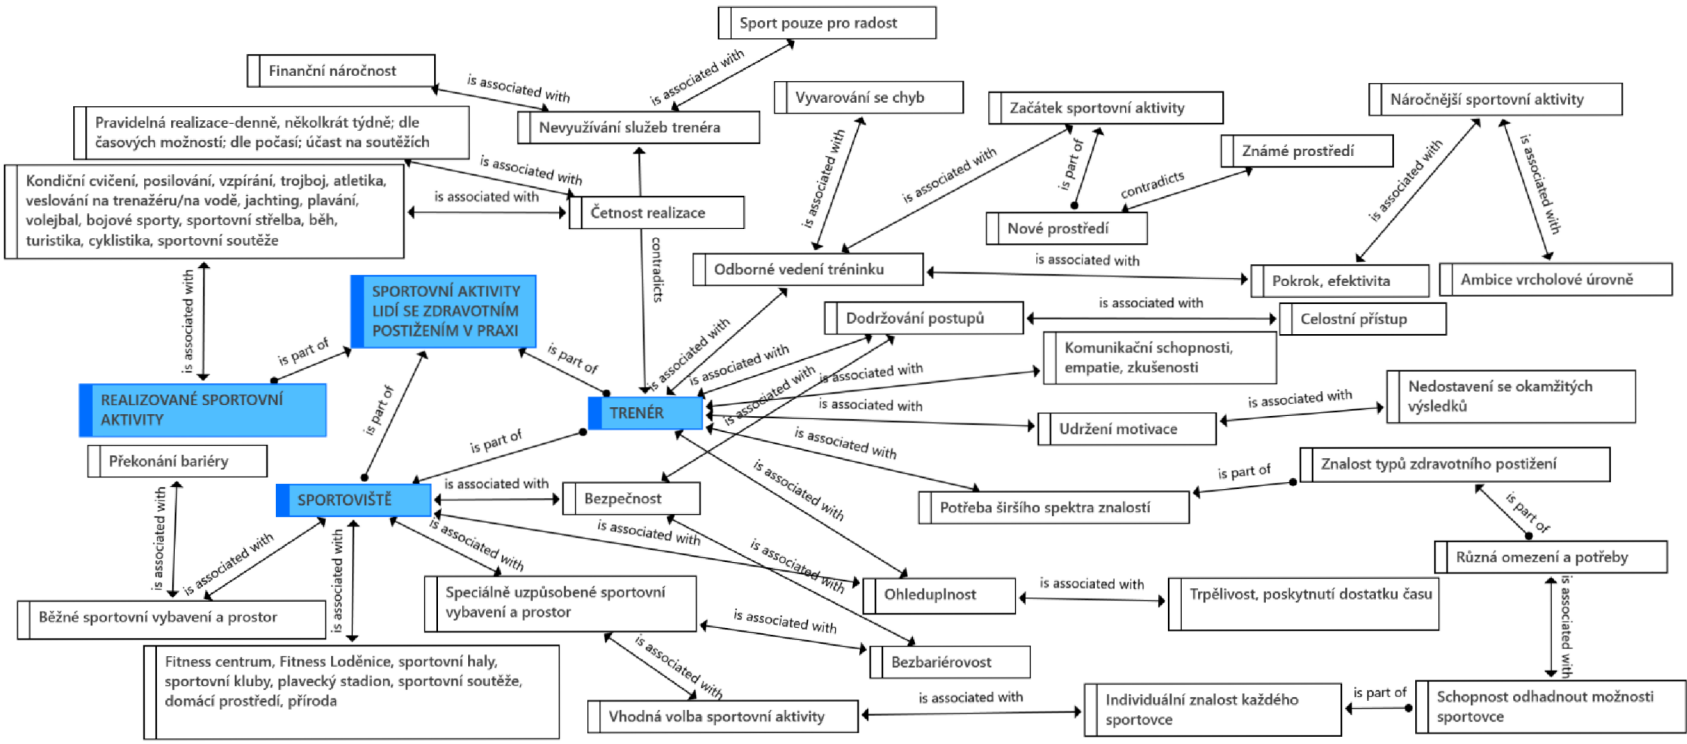 Sport pouze pro radost
Finanční náročnost
is associated with
is associated with
Vyvarování se chyb
Začátek sportovní aktivity
Náročnější sportovní aktivity
Pravidelná realizace-denně, několkrát týdně; dle
časových možností; dle počasí; účast na soutěžích
Nevyužívání služeb trenéra
is associated with
is associated with
is part of
Známé prostředí
contradicts
is associated with
is associated with
is associated with
Kondiční cvičení, posilování, vzpírání, trojboj, atletika,
veslování na trenažéru/na vodě, jachting, plavání,
volejbal, bojové sporty, sportovní střelba, běh,
turistika, cyklistika, sportovní soutěže
is associated with
Četnost realizace
Nové prostředí
contradicts
Odborné vedení tréninku
is associated with
Pokrok, efektivita
Ambice vrcholové úrovně
is associated with
SPORTOVNÍ AKTIVITY
LIDÍ SE ZDRAVOTNÍM
POSTIŽENÍM V PRAXI
Dodržování postupů
is associated with
Celostní přístup
is part of
is part of
is associated with
is associated with
is associated with
Komunikační schopnosti,
empatie, zkušenosti
REALIZOVANÉ SPORTOVNÍ
AKTIVITY
is part of
TRENÉR
is associated with
is associated with
Udržení motivace
is associated with
Nedostavení se okamžitých
výsledků
is part of
is associated with
Překonání bariéry
is associated with
SPORTOVIŠTĚ
is associated with
Bezpečnost
Potřeba širšího spektra znalostí
is part of
Znalost typů zdravotního postižení
is part of
is associated with
is associated with
is associated with
is associated with
is associated with
is associated with
Různá omezení a potřeby
Běžné sportovní vybavení a prostor
Speciálně uzpůsobené sportovní
vybavení a prostor
Ohleduplnost
is associated with
Trpělivost, poskytnutí dostatku času
is associated with
is associated with
Bezbariérovost
Fitness centrum, Fitness Loděnice, sportovní haly,
sportovní kluby, plavecký stadion, sportovní soutěže,
domácí prostředí, příroda
is associated with
Vhodná volba sportovní aktivity
is associated with
Individuální znalost každého
sportovce
is part of
Schopnost odhadnout možnosti
sportovce